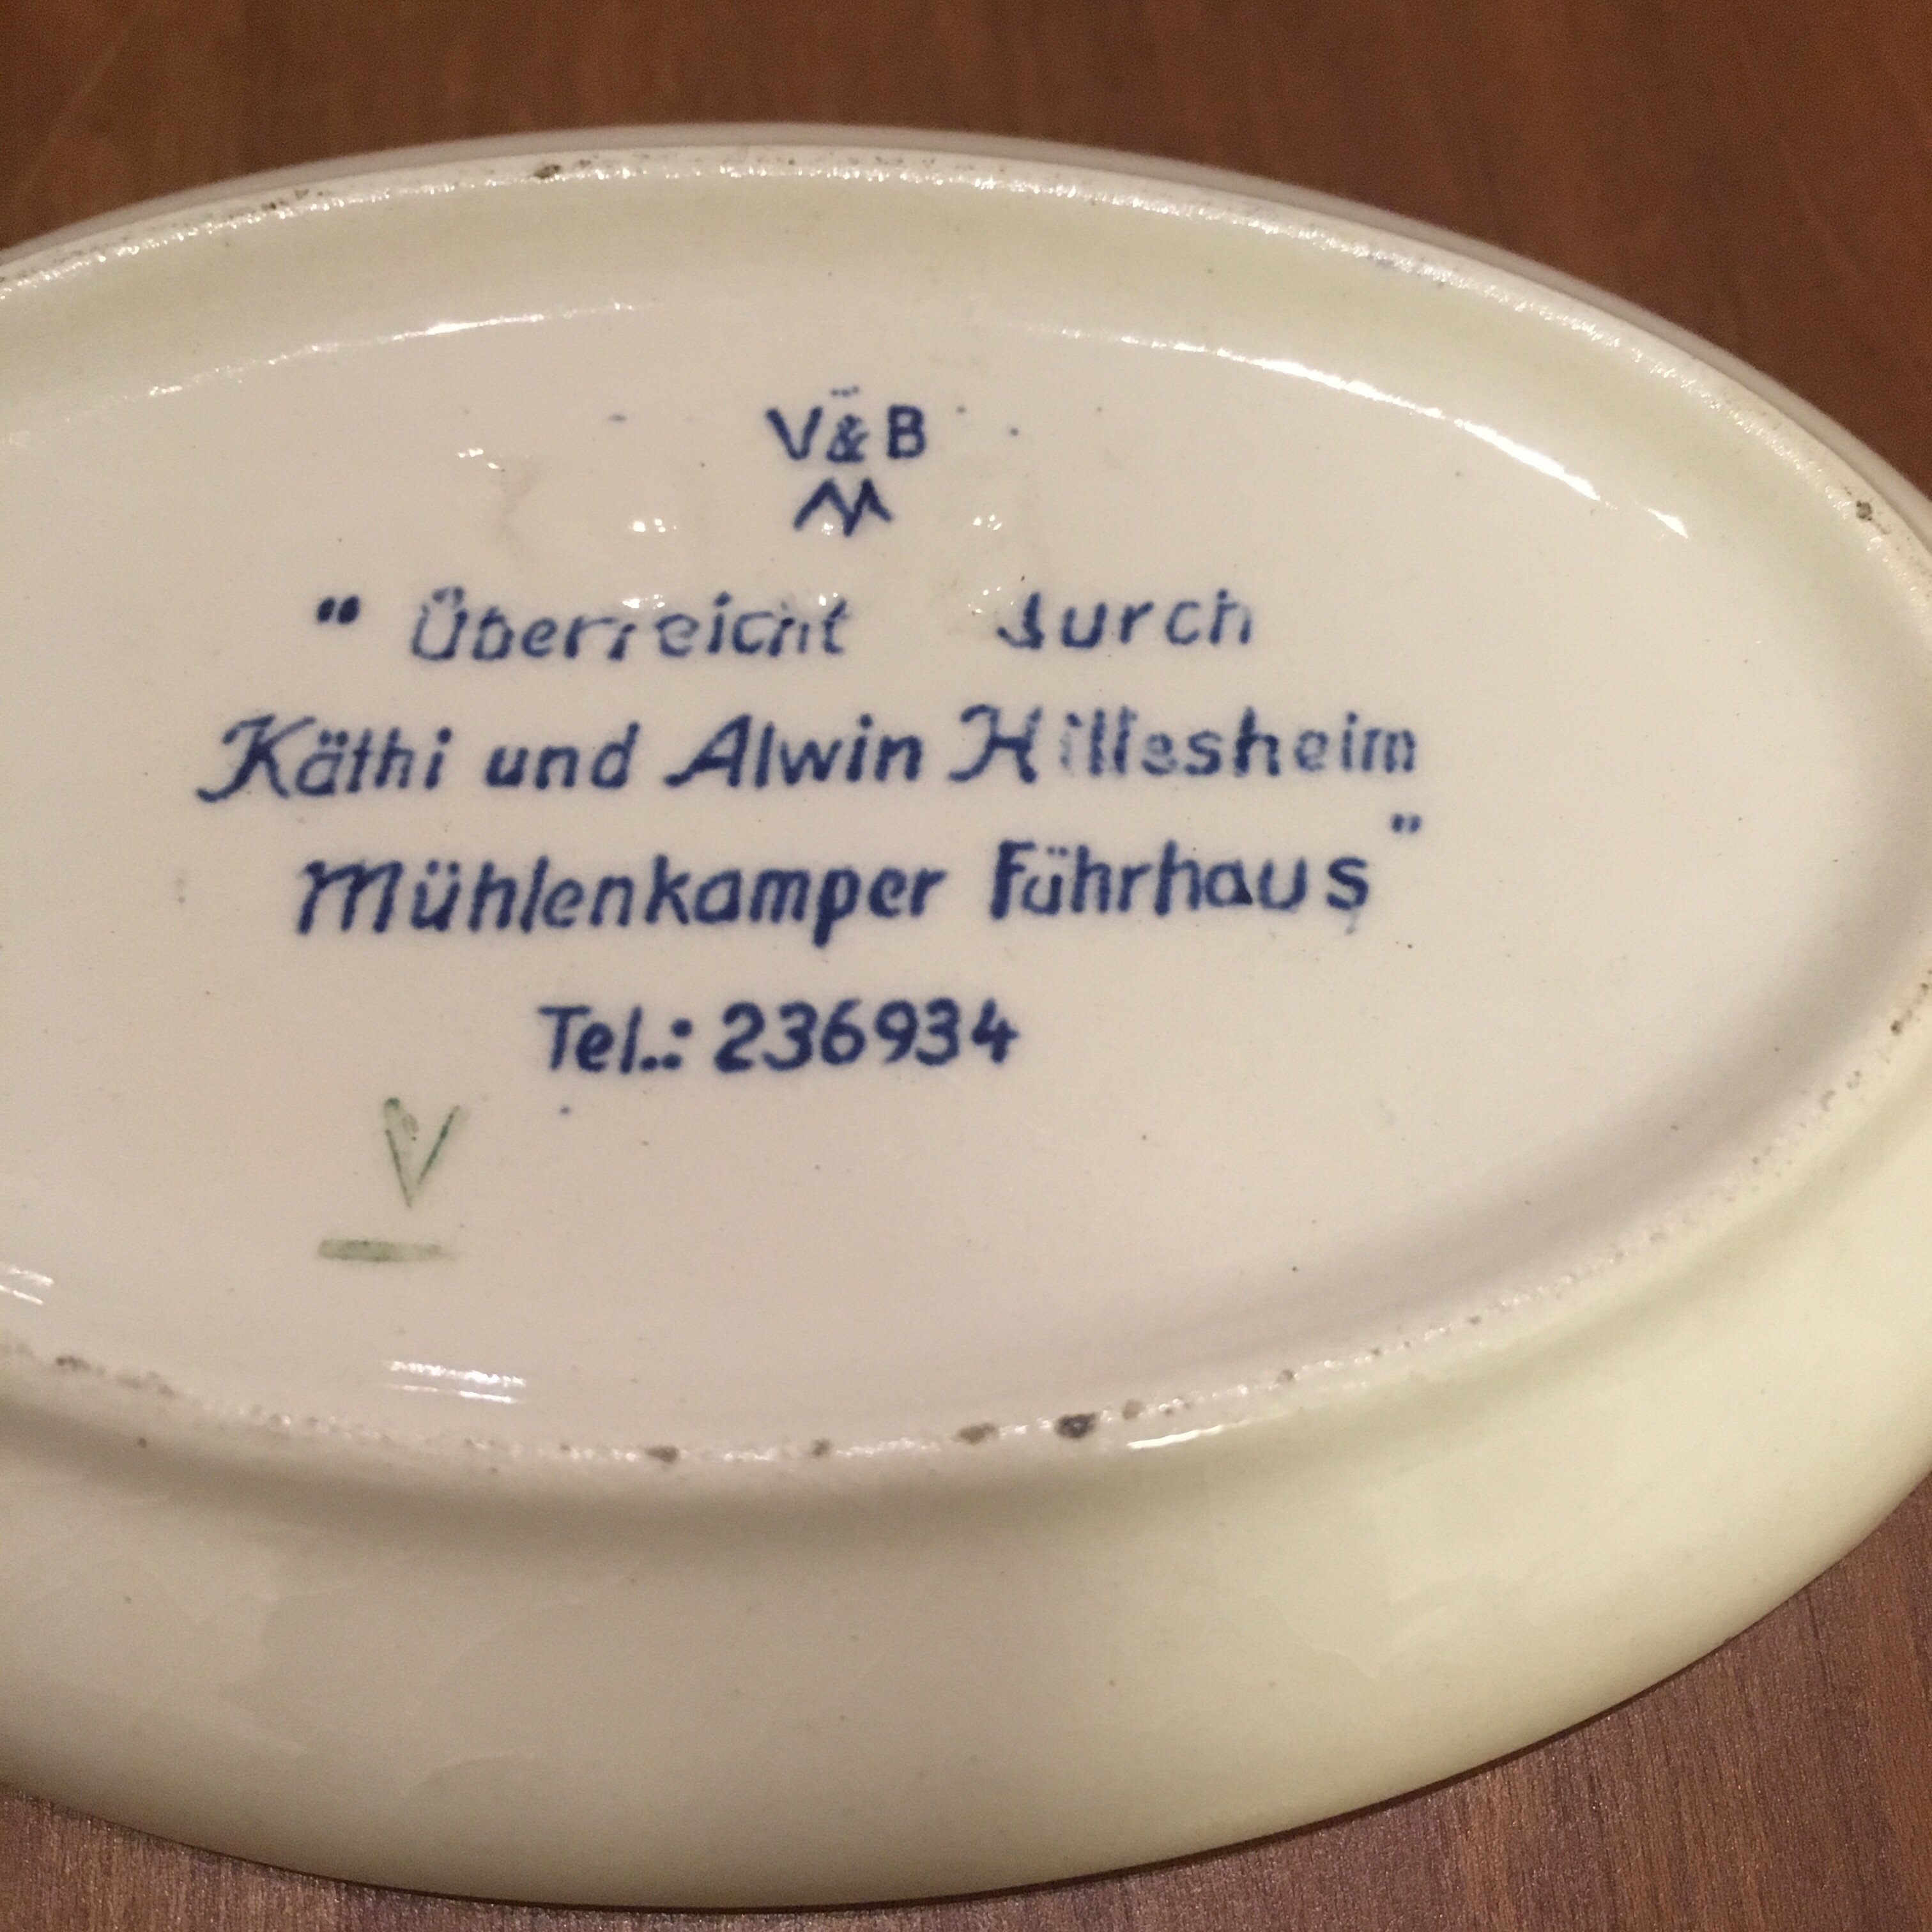 V & B
M
" Überreicht durch
Käthi und Alwin Hillesheim
Mühlenkamper Führhaus "
Tel.: 236934
V